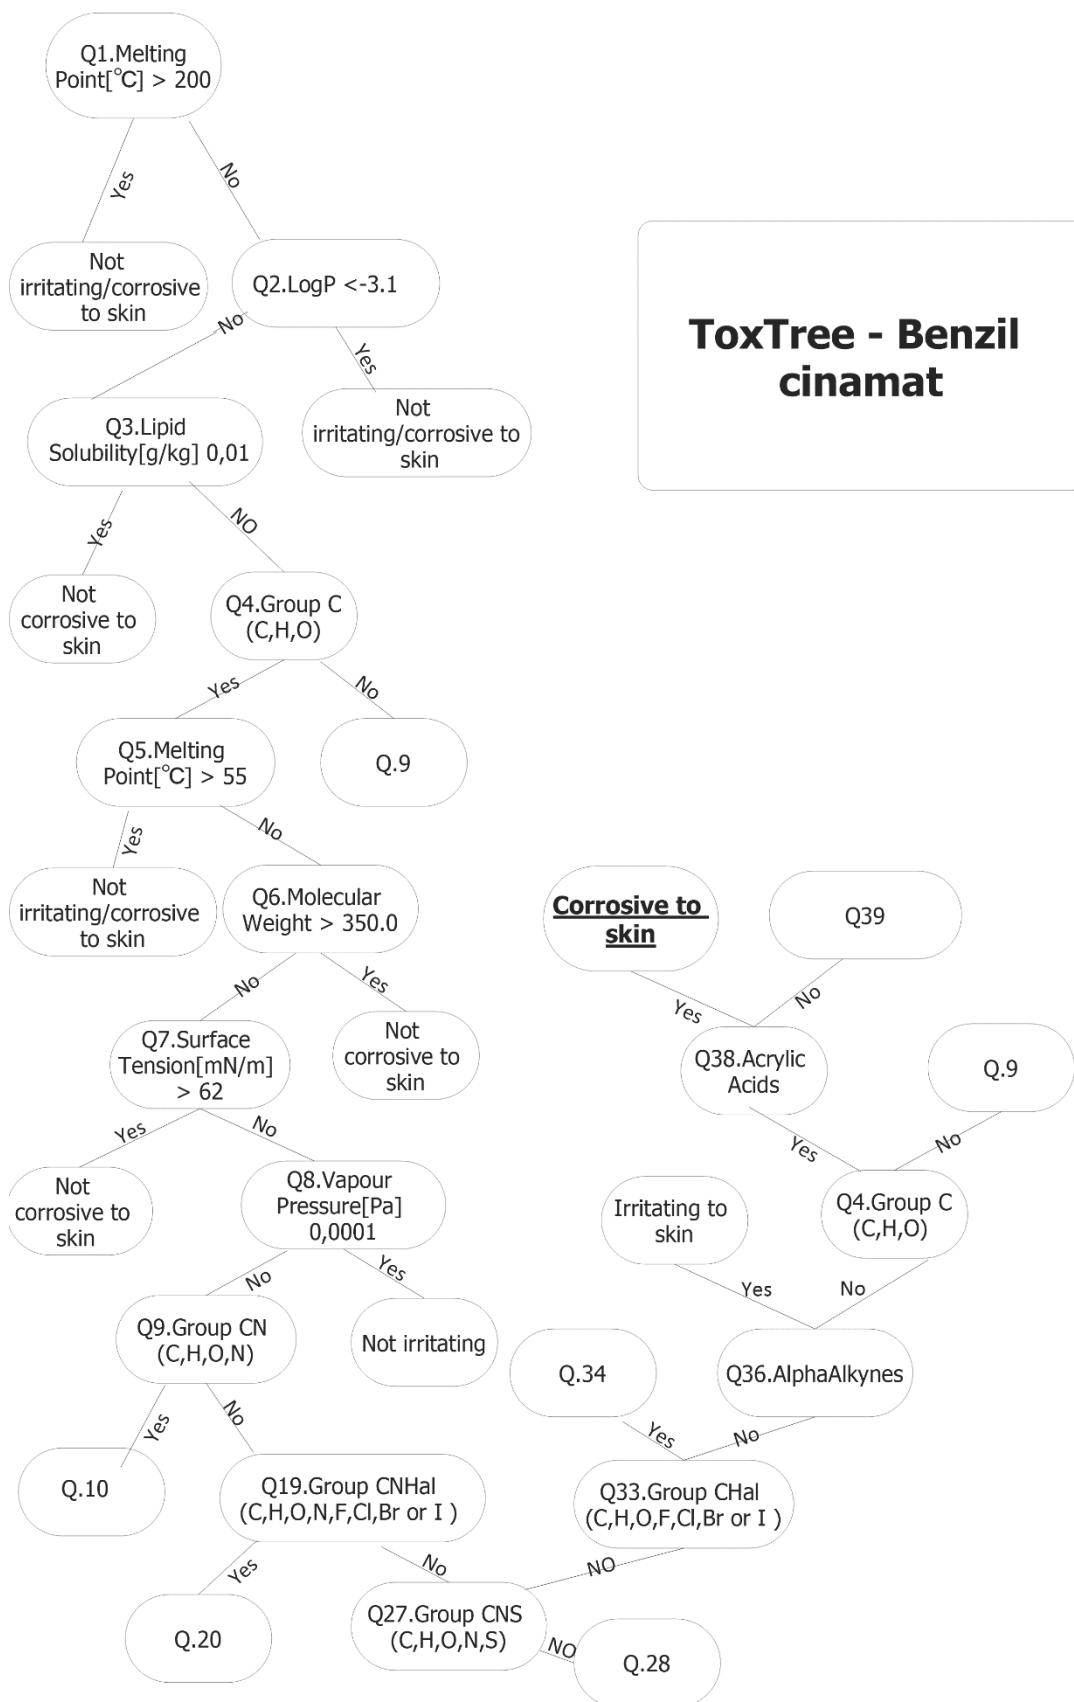 Q1.Melting
Point[℃] > 200
Yes
No
Not
irritating/corrosive
to skin
Q2.LogP <-3.1
ToxTree - Benzil
cinamat
No
Yes
Q3.Lipid
Solubility[g/kg] 0,01
Not
irritating/corrosive to
skin
Yes
NO
Not
corrosive to
skin
Q4.Group C
(C,H,O)
Yes
No
Q5.Melting
Point[℃] > 55
Q.9
Yes
No
Not
irritating/corrosive
to skin
Q6.Molecular
Weight > 350.0
No
Yes
Q7.Surface
Tension[mN/m]
> 62
Not
corrosive to
skin
Yes
No
Not
corrosive to
skin
Q8.Vapour
Pressure[Pa]
0,0001
No
Yes
Q9.Group CN
(C,H,O,N)
Not irritating
Yes
No
Q.10
Q19.Group CNHal
(C,H,O,N,F,Cl,Br or I )
Yes
No
Q.20
Q27.Group CNS
(C,H,O,N,S)
NO
Q.28
NO
Q33.Group CHal
(C,H,O,F,Cl,Br or I )
Yes
No
Q.34
Q36.AlphaAlkynes
Yes
No
Irritating to
skin
Q4.Group C
(C,H,O)
Yes
No
Q38.Acrylic
Acids
Q.9
Yes
No
Corrosive to
skin
Q39